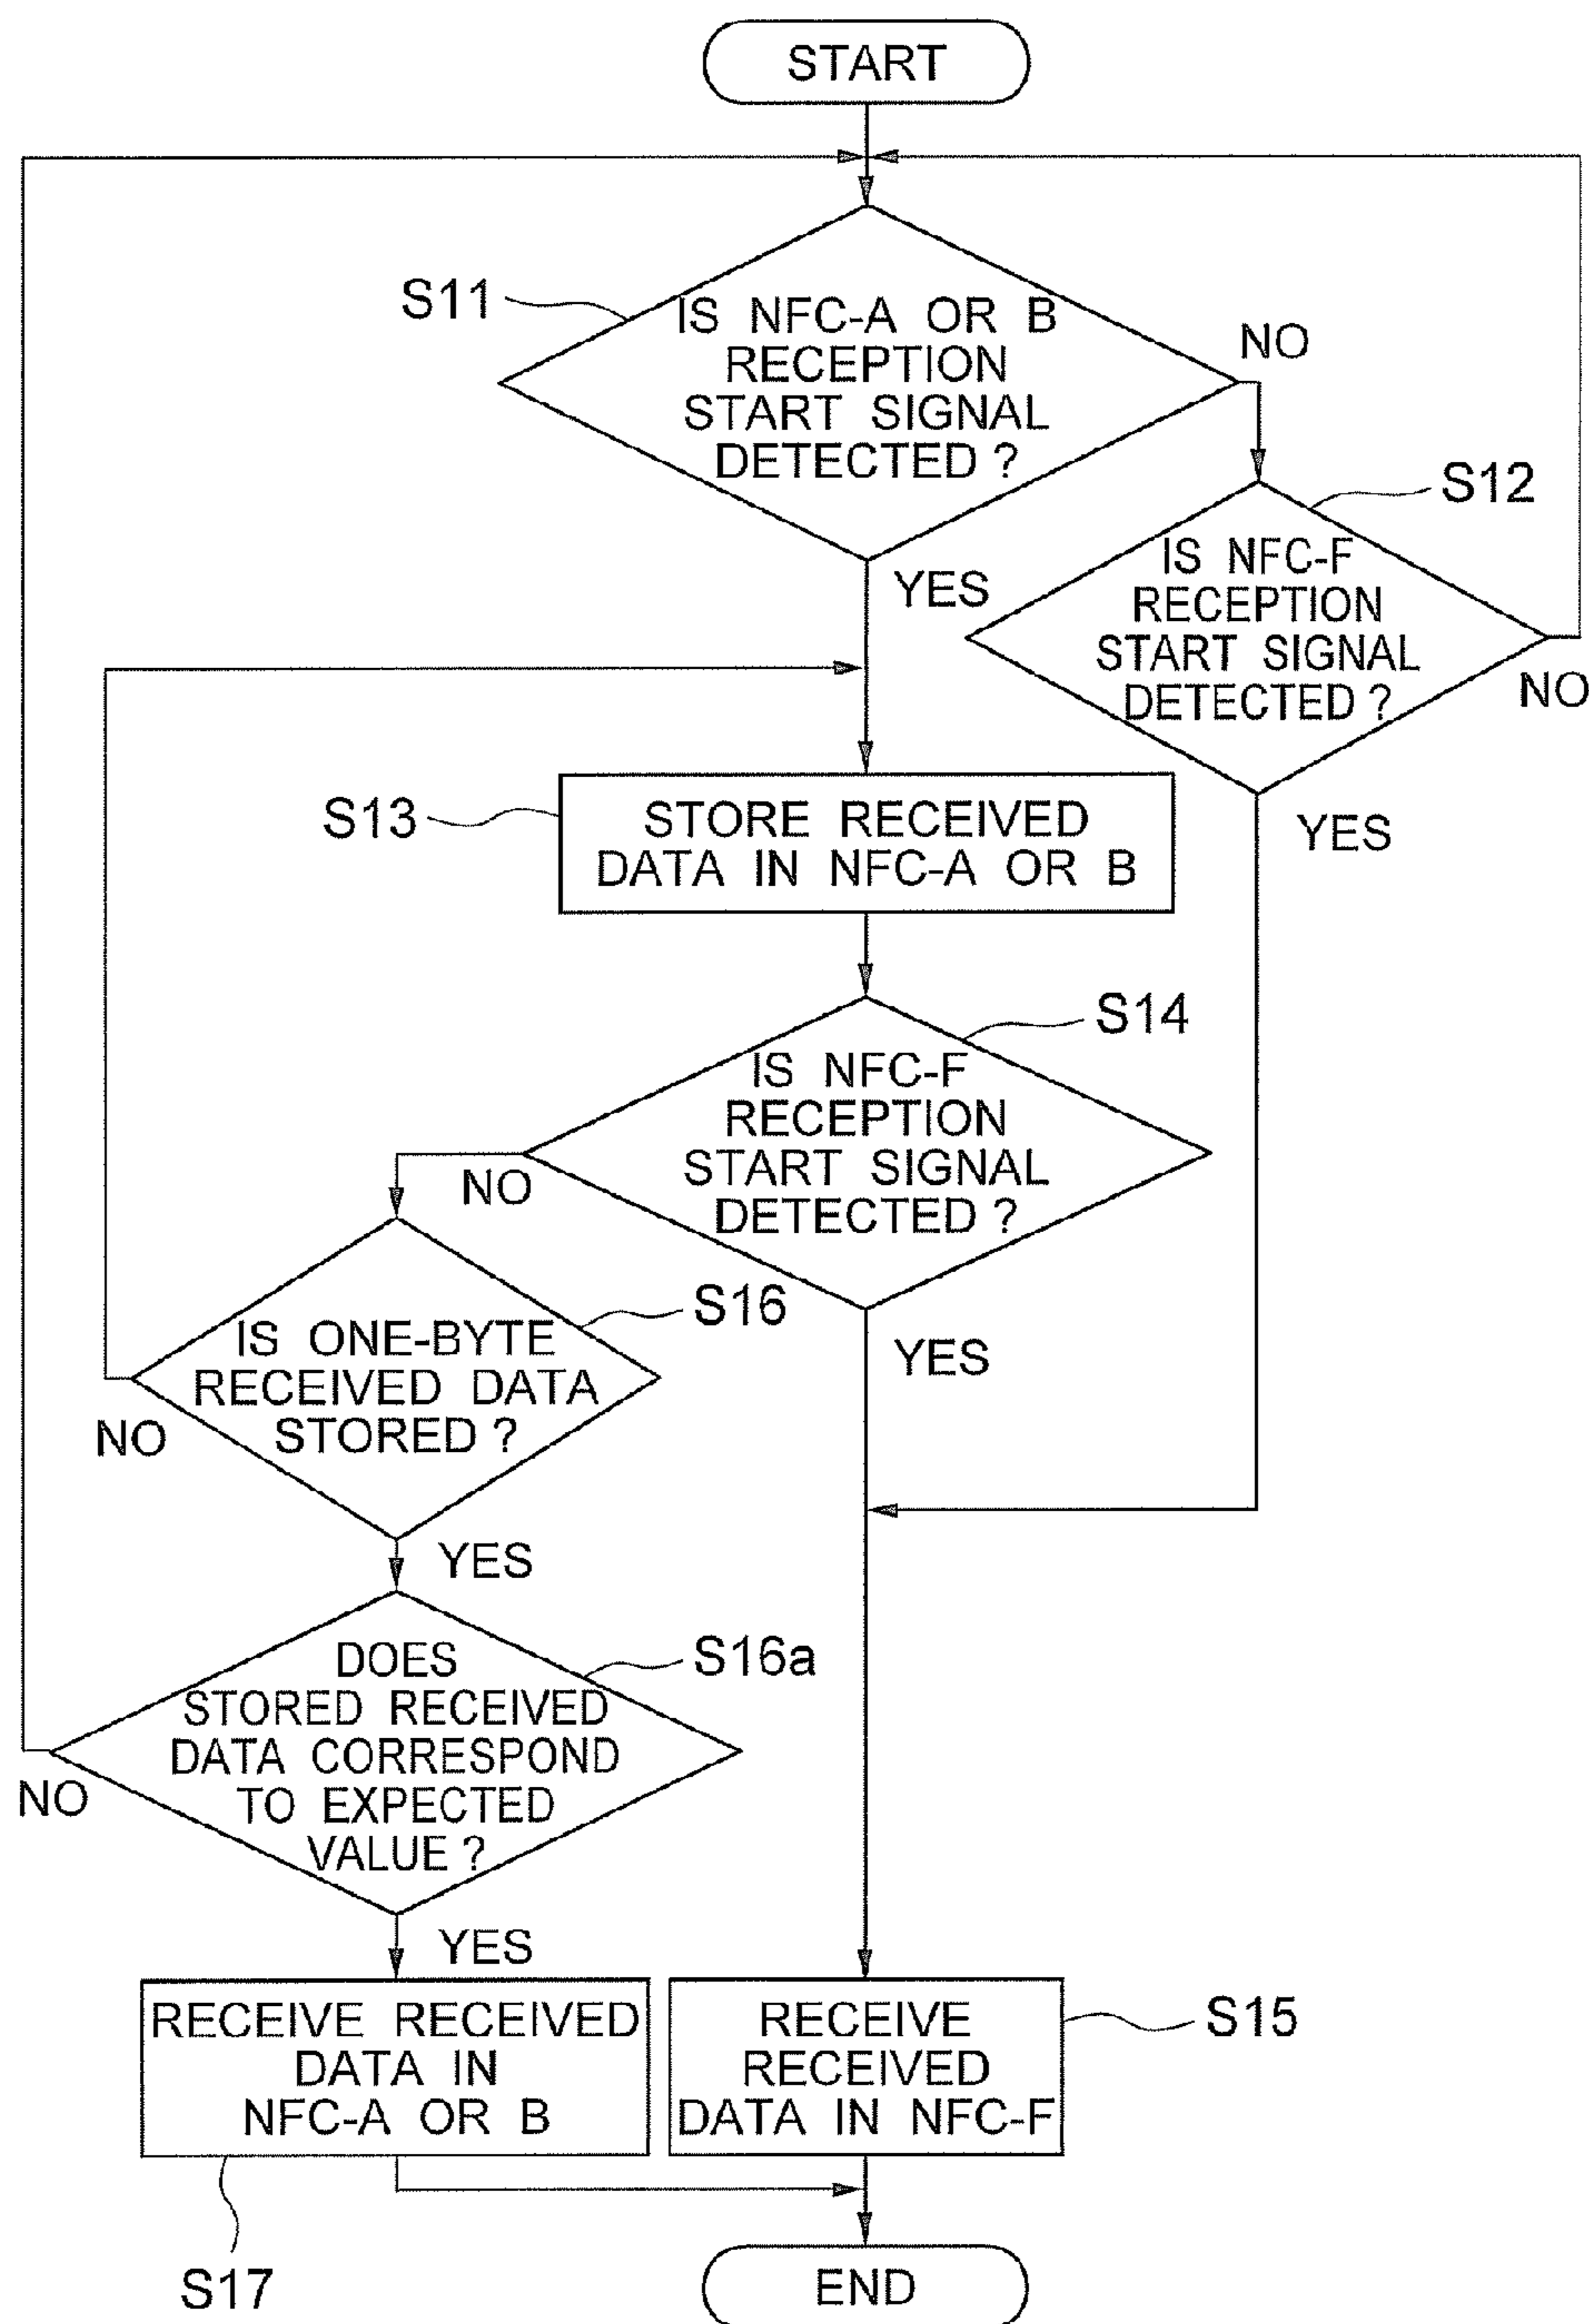 START
S11
IS NFC-A OR B
RECEPTION
START SIGNAL
DETECTED ?
NO
S12
IS NFC-F
RECEPTION
START SIGNAL
DETECTED ?
NO
YES
YES
S13
STORE RECEIVED
DATA IN NFC-A OR B
S14
IS NFC-F
RECEPTION
START SIGNAL
DETECTED ?
NO
YES
S16
IS ONE-BYTE
RECEIVED DATA
STORED ?
NO
YES
S16a
DOES
STORED RECEIVED
DATA CORRESPOND
TO EXPECTED
VALUE ?
NO
YES
RECEIVE RECEIVED
DATA IN
NFC-A OR B
S17
RECEIVE
RECEIVED
DATA IN NFC-F
S15
END